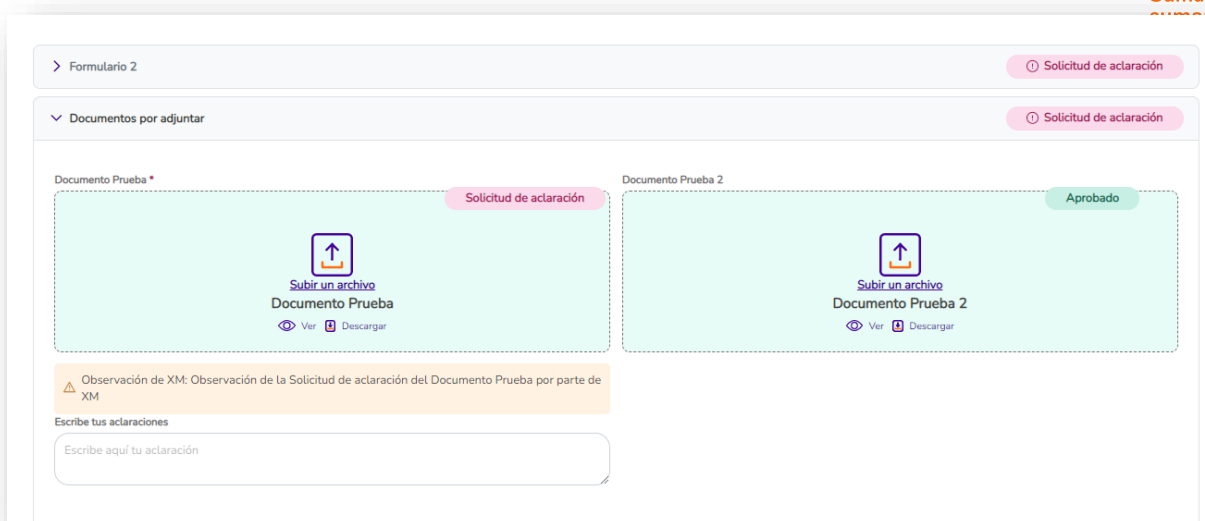 Formulario 2
Solicitud de aclaración
Documentos por adjuntar
Solicitud de aclaración
Documento Prueba *
Solicitud de aclaración
Subir un archivo
Documento Prueba
Ver Descargar
Observación de XM: Observación de la Solicitud de aclaración del Documento Prueba por parte de
XM
Escribe tus aclaraciones
Escribe aquí tu aclaración
Documento Prueba 2
Aprobado
Subir un archivo
Documento Prueba 2
Ver Descargar